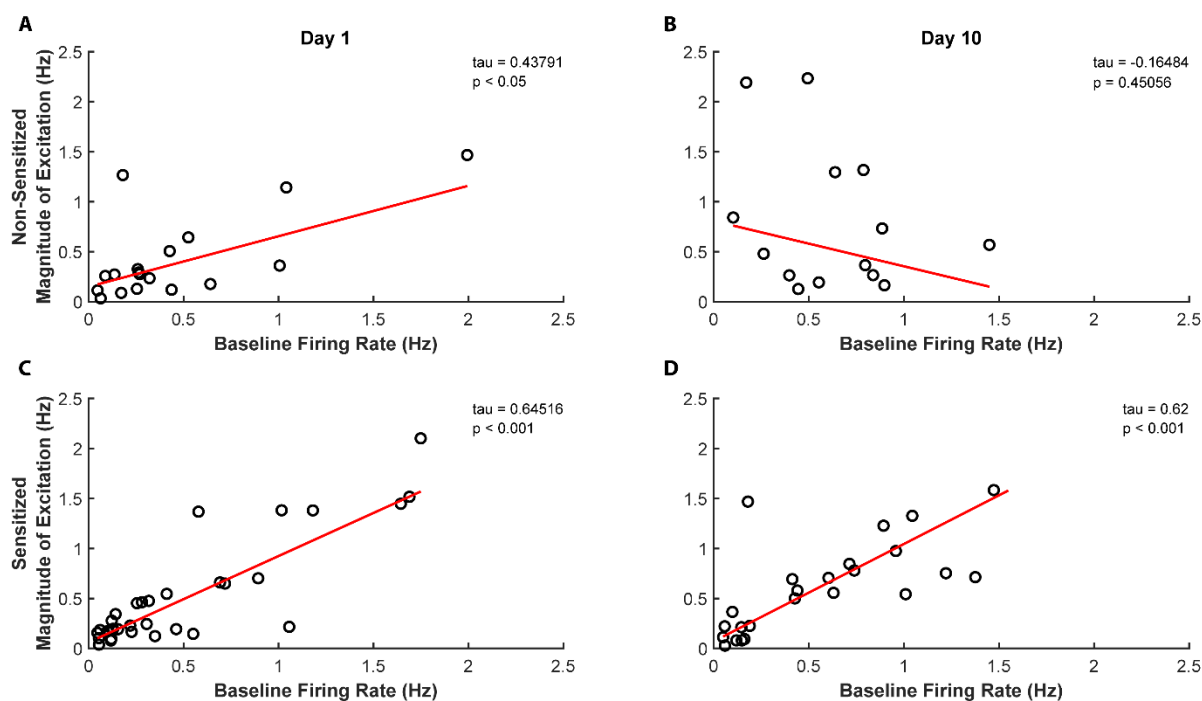 A
Day 1
tau = 0.43791
p < 0.05
Non-Sensitized
Magnitude of Excitation (Hz)
2.5
2
1.5
1
0.5
0
0 0.5 1 1.5 2 2.5
Baseline Firing Rate (Hz)
B
Day 10
tau = -0.16484
p = 0.45056
2.5
2
1.5
1
0.5
0
0 0.5 1 1.5 2 2.5
Baseline Firing Rate (Hz)
C
tau = 0.64516
p < 0.001
Sensitized
Magnitude of Excitation (Hz)
2.5
2
1.5
1
0.5
0
0 0.5 1 1.5 2 2.5
Baseline Firing Rate (Hz)
D
tau = 0.62
p < 0.001
2.5
2
1.5
1
0.5
0
0 0.5 1 1.5 2 2.5
Baseline Firing Rate (Hz)